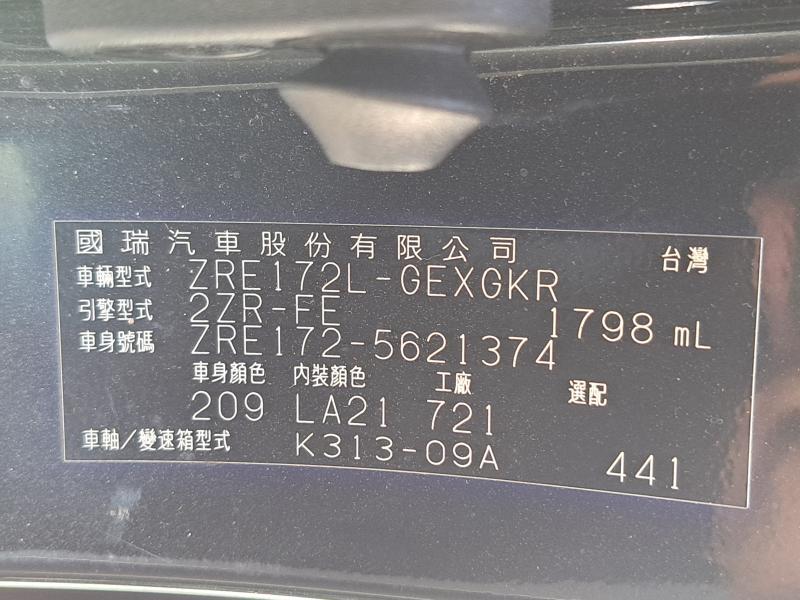 國瑞汽車股份有限公司 台灣
車輛型式 ZRE172L-GEXGKR
引擎型式 2ZR-FE 1798 mL
車身號碼 ZRE172-5621374
車身顏色 內裝顏色 工廠 選配
209 LA21 721
車軸/變速箱型式 K313-09A 441